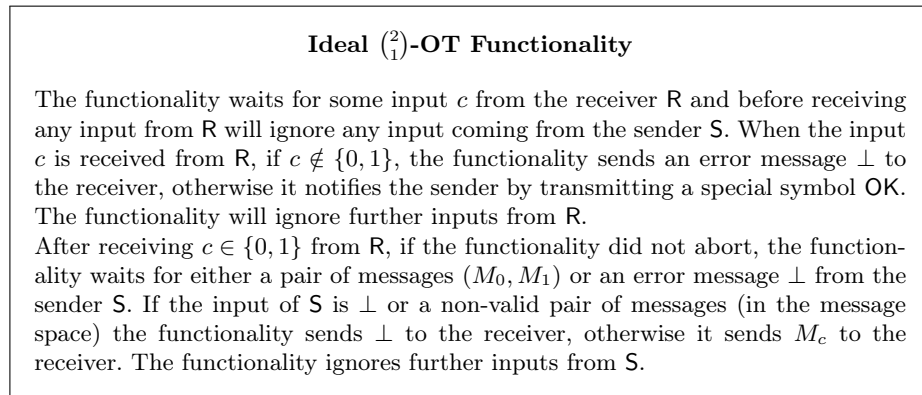 Ideal (2 1)-OT Functionality
The functionality waits for some input c from the receiver R and before receiving
any input from R will ignore any input coming from the sender S. When the input
c is received from R, if c ∉ {0, 1}, the functionality sends an error message ⊥ to
the receiver, otherwise it notifies the sender by transmitting a special symbol OK.
The functionality will ignore further inputs from R.
After receiving c ∈ {0, 1} from R, if the functionality did not abort, the function-
ality waits for either a pair of messages (M₀, M₁) or an error message ⊥ from the
sender S. If the input of S is ⊥ or a non-valid pair of messages (in the message
space) the functionality sends ⊥ to the receiver, otherwise it sends M_c to the
receiver. The functionality ignores further inputs from S.